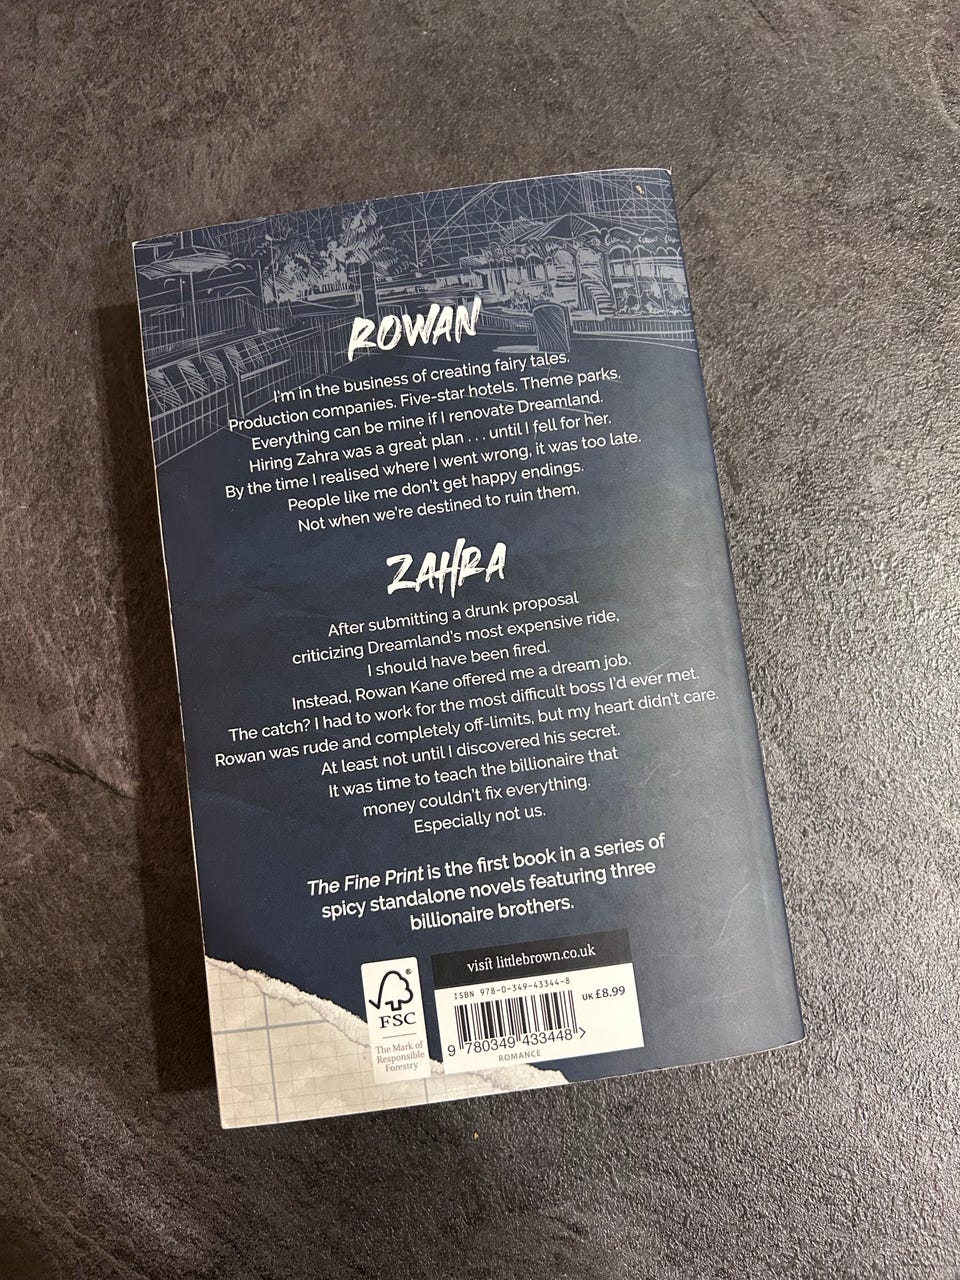 ROWAN
I'm in the business of creating fairy tales.
Production companies. Five-star hotels. Theme parks.
Everything can be mine if I renovate Dreamland.
Hiring Zahra was a great plan . . . until I fell for her.
By the time I realised where I went wrong, it was too late.
People like me don't get happy endings.
Not when we're destined to ruin them.
ZAHRA
After submitting a drunk proposal
criticizing Dreamland's most expensive ride,
I should have been fired.
Instead, Rowan Kane offered me a dream job.
The catch? I had to work for the most difficult boss I'd ever met.
Rowan was rude and completely off-limits, but my heart didn't care.
At least not until I discovered his secret.
It was time to teach the billionaire that
money couldn't fix everything.
Especially not us.
The Fine Print is the first book in a series of
spicy standalone novels featuring three
billionaire brothers.
®
FSC
The Mark of
Responsible
Forestry
visit littlebrown.co.uk
ISBN 978-0-349-43344-8
UK £8.99
9 780349 433448 >
ROMANCE